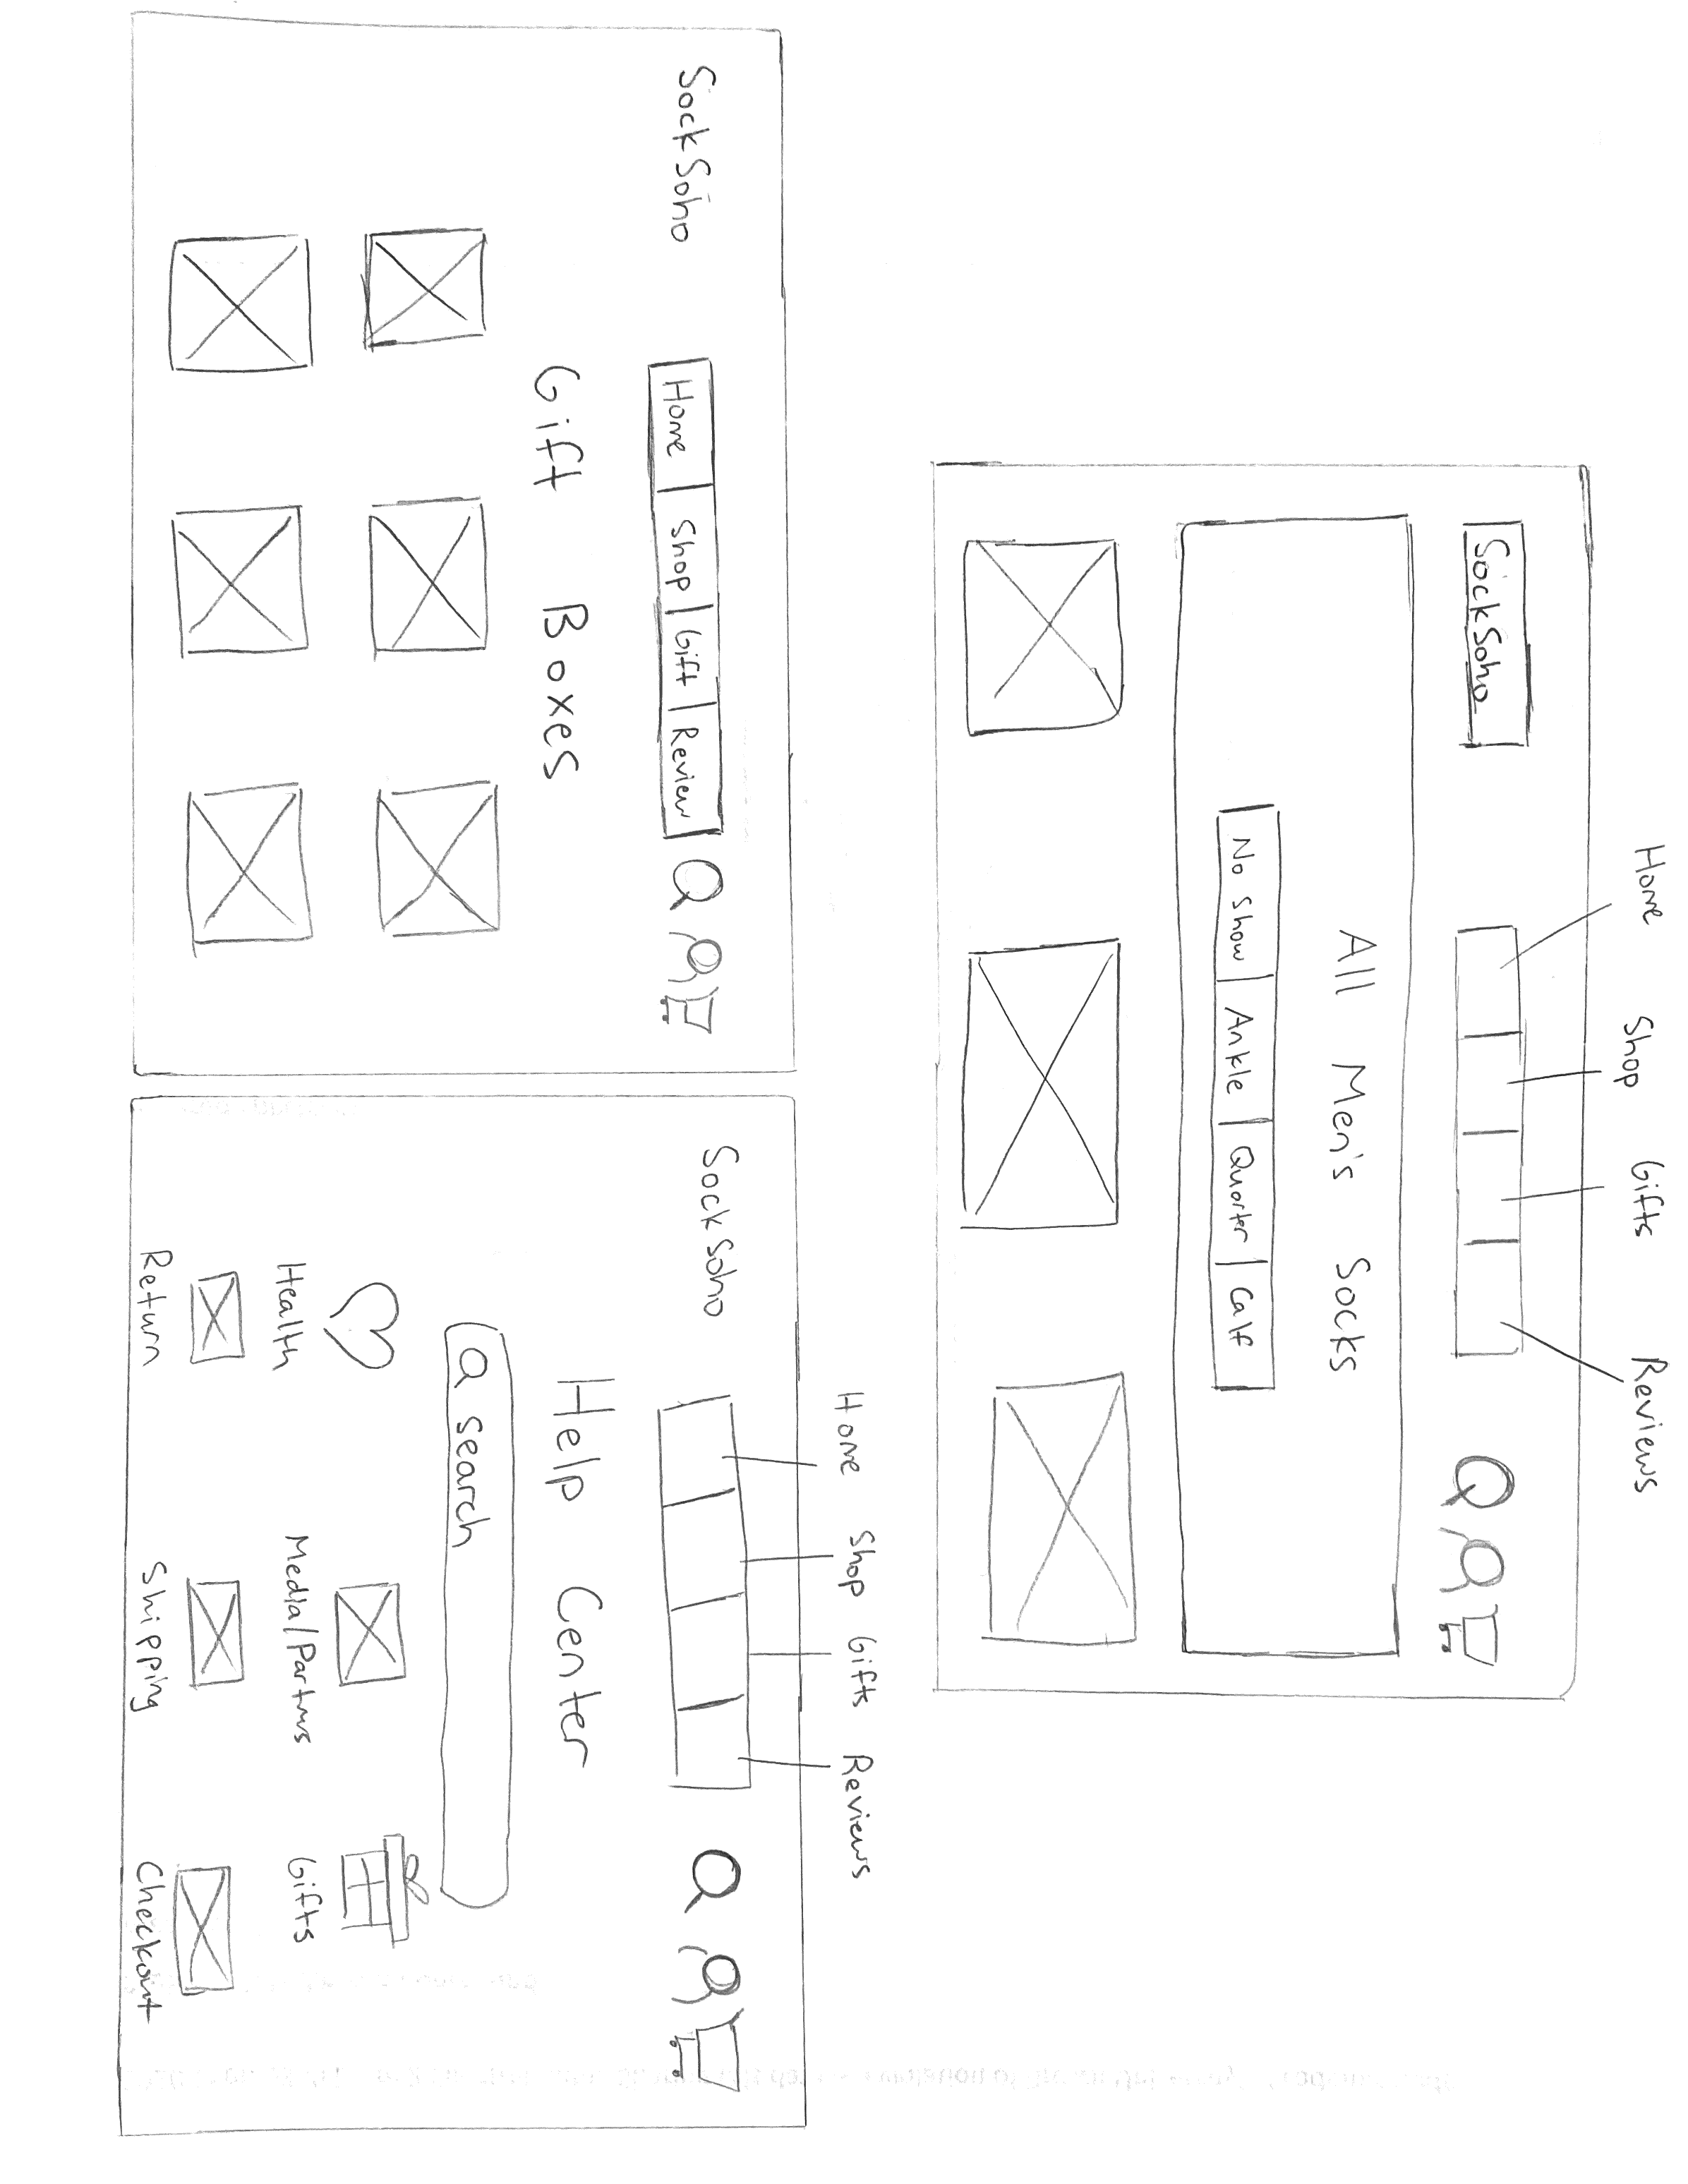 Home Shop Gifts Reviews
SockSoho
All Men's Socks
No Show Ankle Quarter Calf
SockSoho
Home Shop Gift Review
Gift Boxes
Home Shop Gifts Reviews
SockSoho
Help Center
search
Health Media/Partners Gifts
Return Shipping Checkout